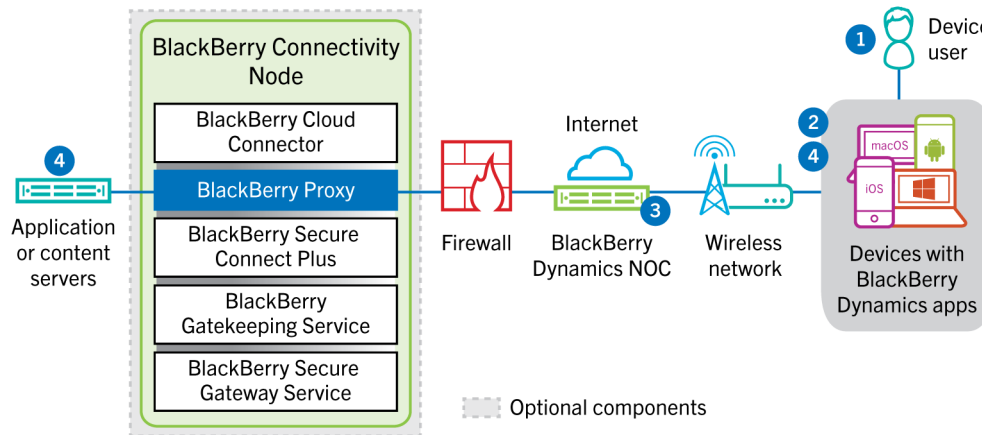 BlackBerry Connectivity
Node
BlackBerry Cloud
Connector
BlackBerry Proxy
BlackBerry Secure
Connect Plus
BlackBerry
Gatekeeping Service
BlackBerry Secure
Gateway Service
4
Application
or content
servers
Firewall
Internet
3
BlackBerry
Dynamics NOC
Wireless
network
1
Device
user
2
4
macOS
iOS
Devices with
BlackBerry
Dynamics apps
Optional components